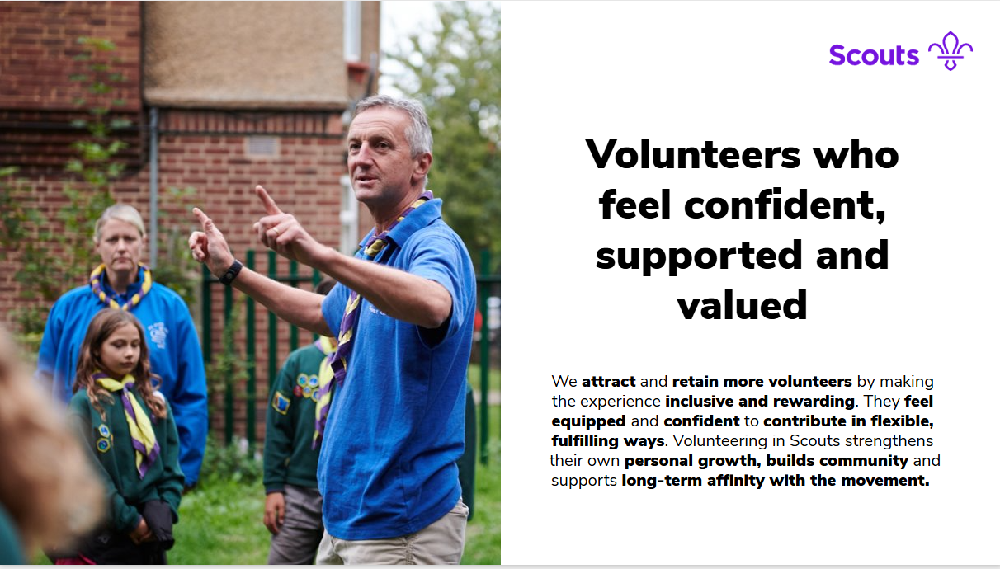 Scouts
Volunteers who
feel confident,
supported and
valued
We attract and retain more volunteers by making
the experience inclusive and rewarding. They feel
equipped and confident to contribute in flexible,
fulfilling ways. Volunteering in Scouts strengthens
their own personal growth, builds community and
supports long-term affinity with the movement.